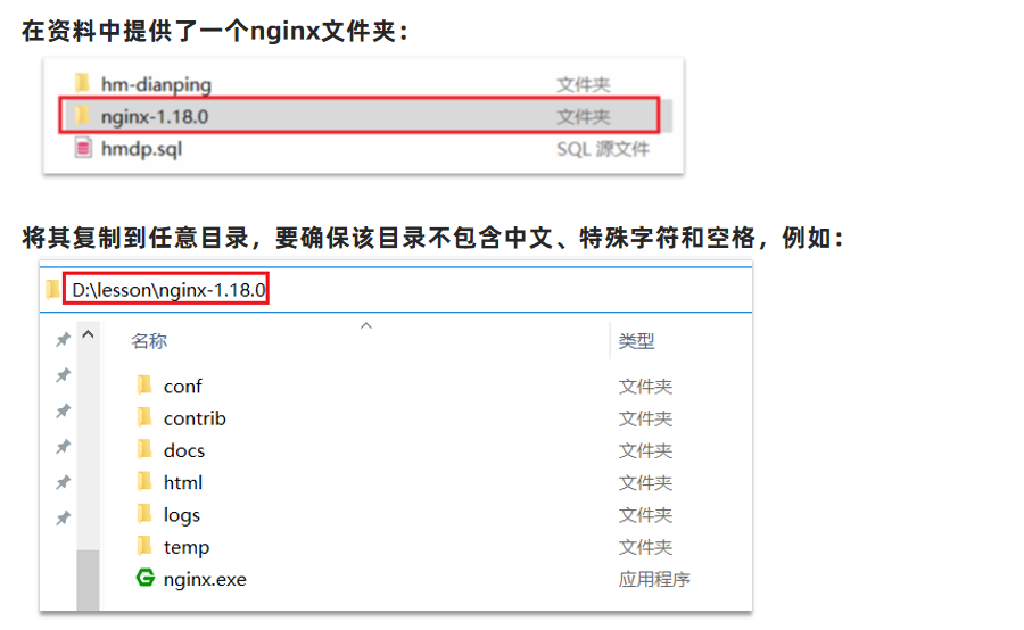 在资料中提供了一个nginx文件夹：
hm-dianping 文件夹
nginx-1.18.0 文件夹
hmdp.sql SQL 源文件
将其复制到任意目录，要确保该目录不包含中文、特殊字符和空格，例如：
D:\lesson\nginx-1.18.0
名称 类型
conf 文件夹
contrib 文件夹
docs 文件夹
html 文件夹
logs 文件夹
temp 文件夹
nginx.exe 应用程序